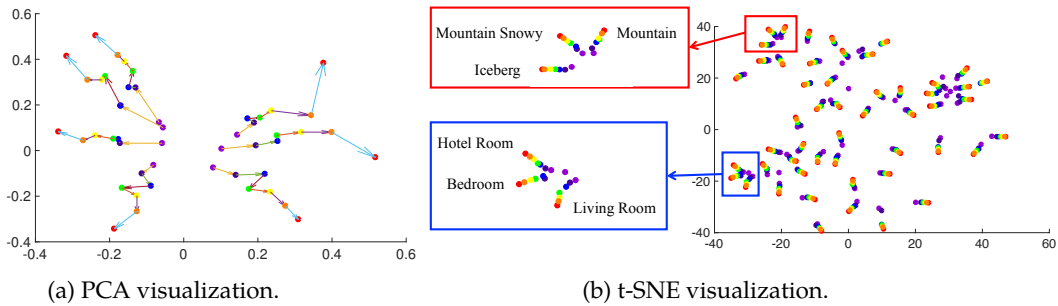 0.6
0.4
0.2
0
-0.2
-0.4
-0.4 -0.2 0 0.2 0.4 0.6
(a) PCA visualization.
Mountain Snowy
Mountain
Iceberg
Hotel Room
Bedroom
Living Room
40
20
0
-20
-40
-40 -20 0 20 40 60
(b) t-SNE visualization.